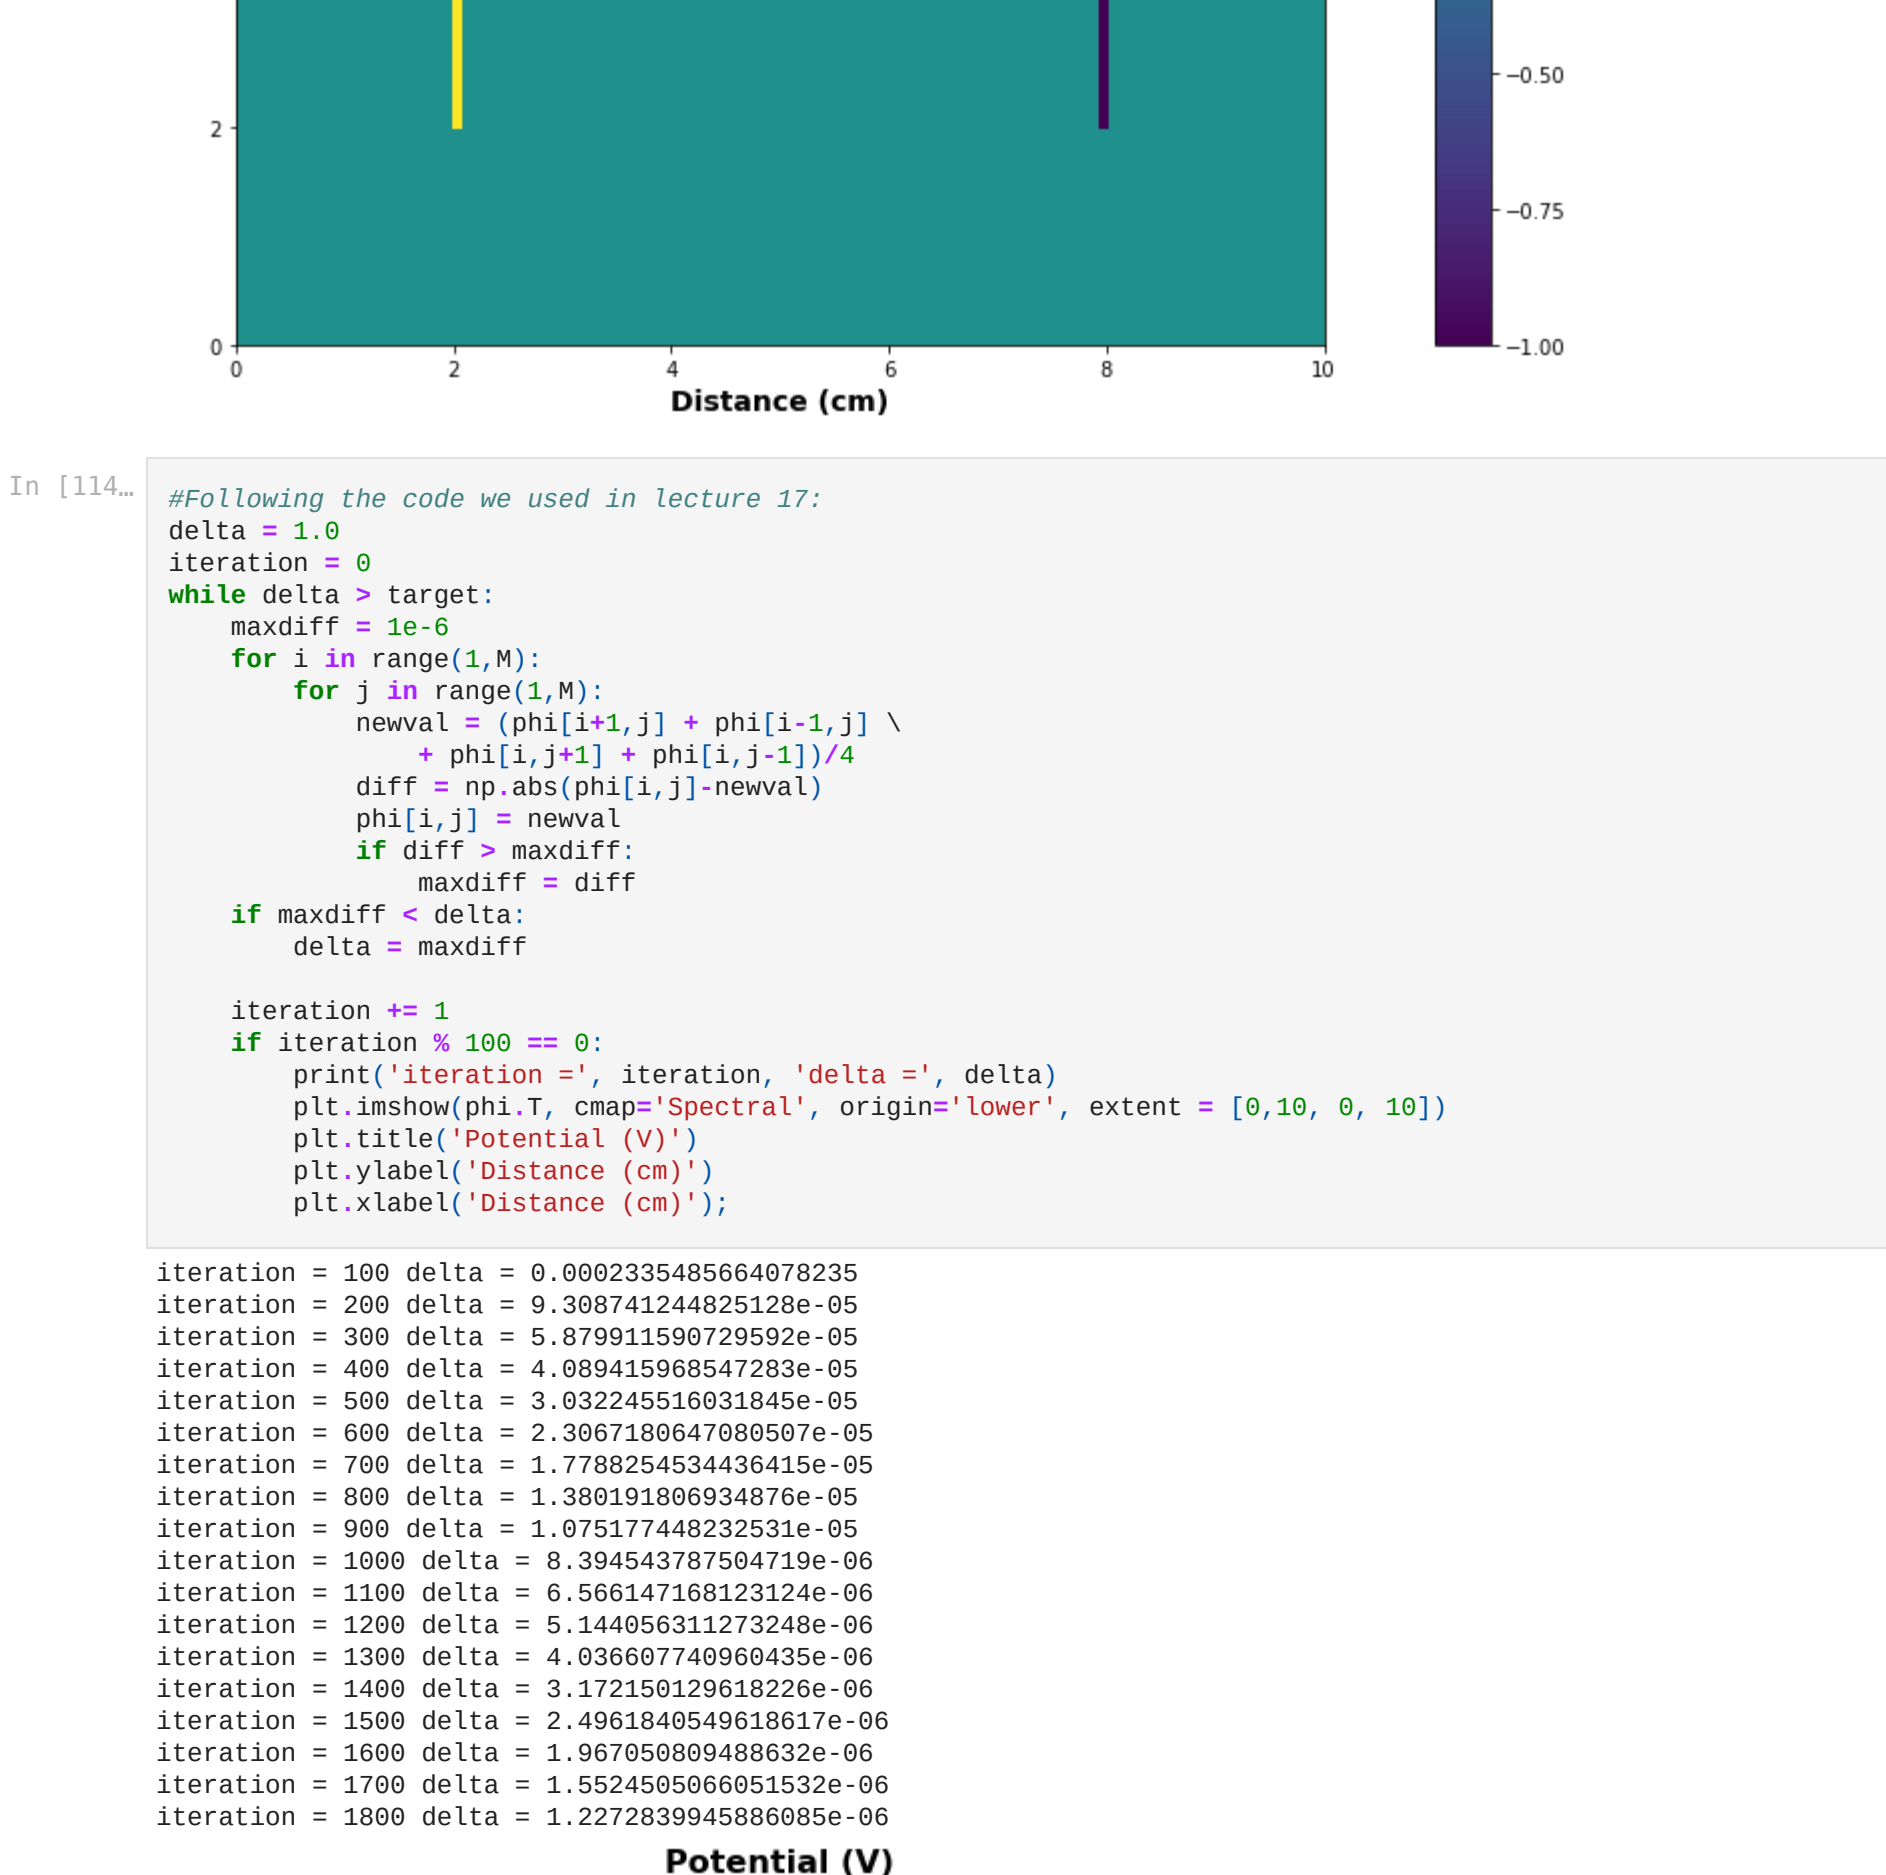 −0.50
2
−0.75
0
−1.00
0 2 4 6 8 10
Distance (cm)
In [114…
#Following the code we used in lecture 17:
delta = 1.0
iteration = 0
while delta > target:
    maxdiff = 1e-6
    for i in range(1,M):
        for j in range(1,M):
            newval = (phi[i+1,j] + phi[i-1,j] \
                + phi[i,j+1] + phi[i,j-1])/4
            diff = np.abs(phi[i,j]-newval)
            phi[i,j] = newval
            if diff > maxdiff:
                maxdiff = diff
    if maxdiff < delta:
        delta = maxdiff
    iteration += 1
    if iteration % 100 == 0:
        print('iteration =', iteration, 'delta =', delta)
        plt.imshow(phi.T, cmap='Spectral', origin='lower', extent = [0,10, 0, 10])
        plt.title('Potential (V)')
        plt.ylabel('Distance (cm)')
        plt.xlabel('Distance (cm)');
iteration = 100 delta = 0.0002335485664078235
iteration = 200 delta = 9.308741244825128e-05
iteration = 300 delta = 5.879911590729592e-05
iteration = 400 delta = 4.089415968547283e-05
iteration = 500 delta = 3.032245516031845e-05
iteration = 600 delta = 2.3067180647080507e-05
iteration = 700 delta = 1.7788254534436415e-05
iteration = 800 delta = 1.380191806934876e-05
iteration = 900 delta = 1.075177448232531e-05
iteration = 1000 delta = 8.394543787504719e-06
iteration = 1100 delta = 6.566147168123124e-06
iteration = 1200 delta = 5.144056311273248e-06
iteration = 1300 delta = 4.036607740960435e-06
iteration = 1400 delta = 3.172150129618226e-06
iteration = 1500 delta = 2.4961840549618617e-06
iteration = 1600 delta = 1.967050809488632e-06
iteration = 1700 delta = 1.5524505066051532e-06
iteration = 1800 delta = 1.2272839945886085e-06
Potential (V)